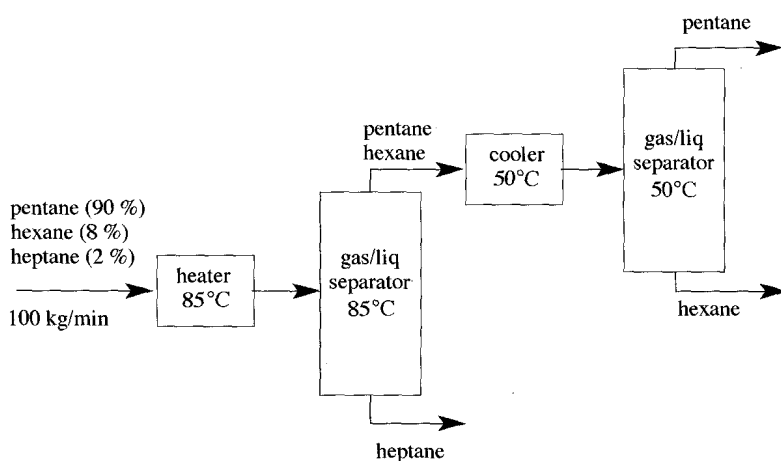 pentane
pentane
hexane
cooler
50°C
gas/liq
separator
50°C
pentane (90 %)
hexane (8 %)
heptane (2 %)
100 kg/min
heater
85°C
gas/liq
separator
85°C
hexane
heptane